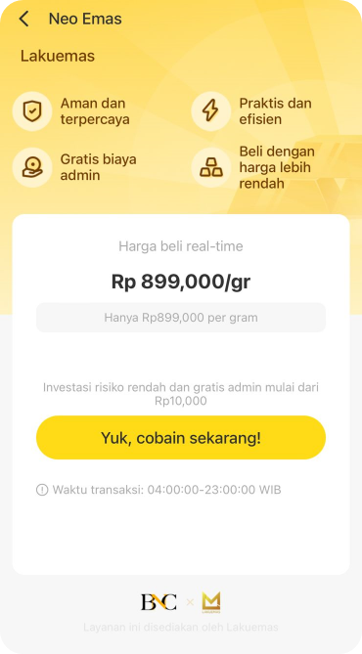 Neo Emas
Lakuemas
Aman dan
terpercaya
Praktis dan
efisien
Gratis biaya
admin
Beli dengan
harga lebih
rendah
Harga beli real-time
Rp 899,000/gr
Hanya Rp899,000 per gram
Investasi risiko rendah dan gratis admin mulai dari
Rp10,000
Yuk, cobain sekarang!
Waktu transaksi: 04:00:00-23:00:00 WIB
BNC ×
Layanan ini disediakan oleh Lakuemas